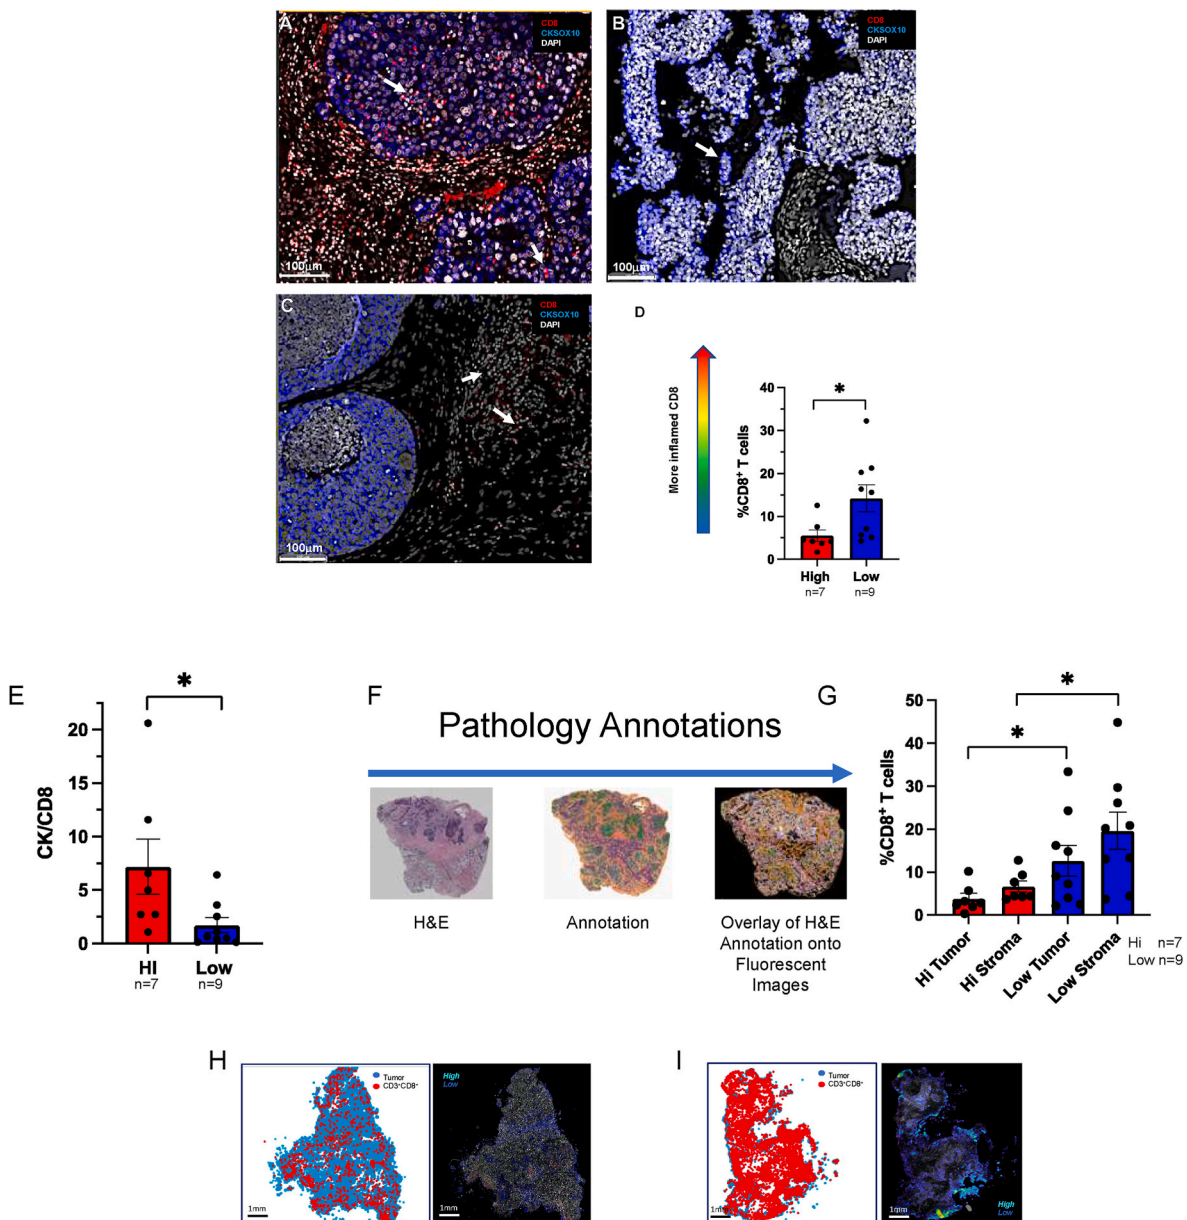 A
CD8
CKSOX10
DAPI
100μm
B
CD8
CKSOX10
DAPI
100μm
C
CD8
CKSOX10
DAPI
100μm
D
More inflamed CD8
%CD8⁺ T cells
40
30
20
10
0
*
High
Low
n=7
n=9
E
CK/CD8
20
15
10
5
0
*
HI
Low
n=7
n=9
F
Pathology Annotations
H&E
Annotation
Overlay of H&E
Annotation onto
Fluorescent
Images
G
%CD8⁺ T cells
50
40
30
20
10
0
*
*
Hi Tumor
Hi Stroma
Low Tumor
Low Stroma
Hi n=7
Low n=9
H
Tumor
CD3⁺CD8⁺
1mm
High
Low
1mm
I
Tumor
CD3⁺CD8⁺
1mm
1mm
High
Low